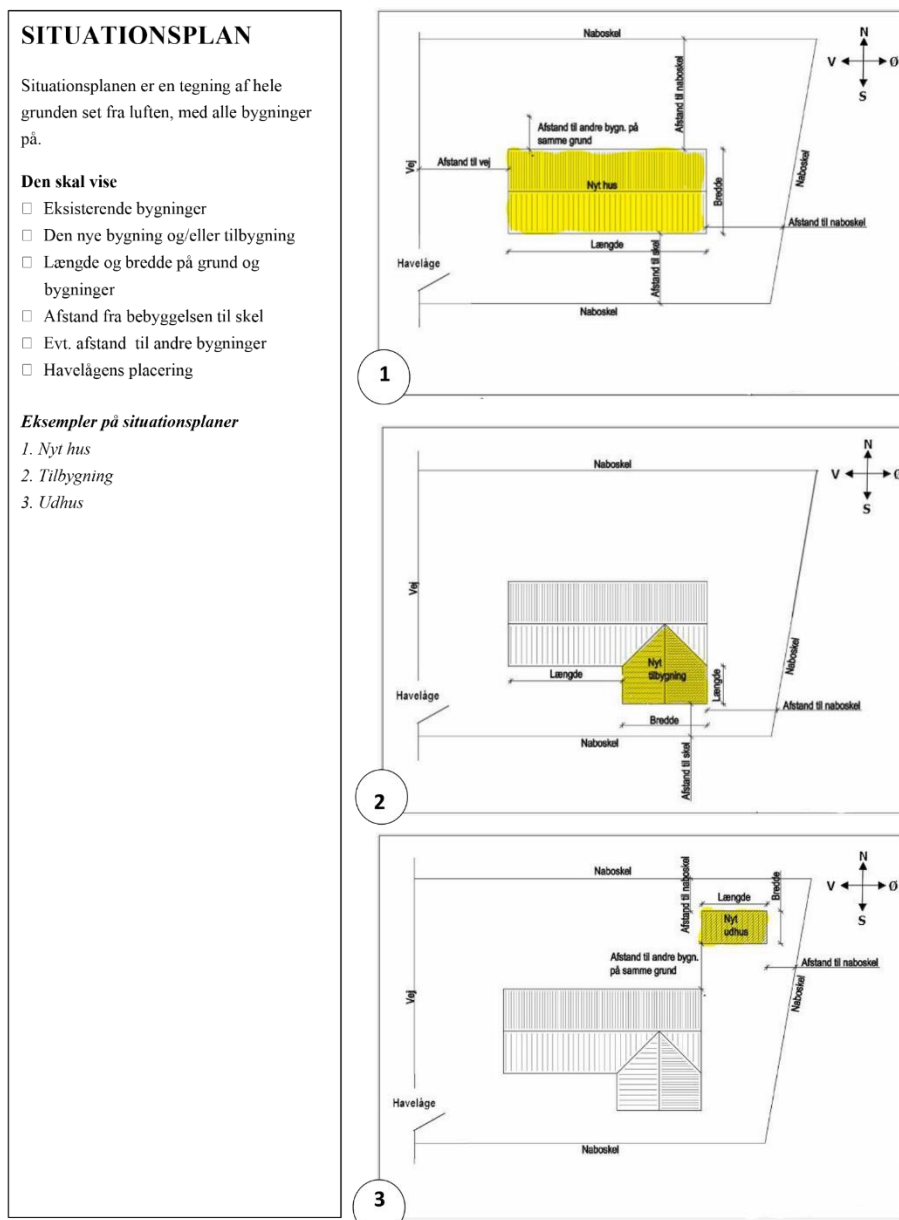 SITUATIONSPLAN
Situationsplanen er en tegning af hele
grunden set fra luften, med alle bygninger
på.
Den skal vise
□ Eksisterende bygninger
□ Den nye bygning og/eller tilbygning
□ Længde og bredde på grund og
bygninger
□ Afstand fra bebyggelsen til skel
□ Evt. afstand til andre bygninger
□ Havelågens placering
Eksempler på situationsplaner
1. Nyt hus
2. Tilbygning
3. Udhus
Naboskel
N
V
Ø
S
Afstand til naboskel
Afstand til andre bygn. på
samme grund
Vej
Afstand til vej
Nyt hus
Bredde
Naboskel
Afstand til naboskel
Længde
Afstand til skel
Havelåge
Naboskel
1
Naboskel
N
V
Ø
S
Vej
Nyt
tilbygning
Længde
Længde
Naboskel
Havelåge
Afstand til naboskel
Bredde
Naboskel
Afstand til skel
2
Naboskel
Afstand til naboskel
N
V
Ø
S
Længde
Bredde
Nyt
udhus
Afstand til andre bygn.
på samme grund
Afstand til naboskel
Vej
Naboskel
Havelåge
Naboskel
3